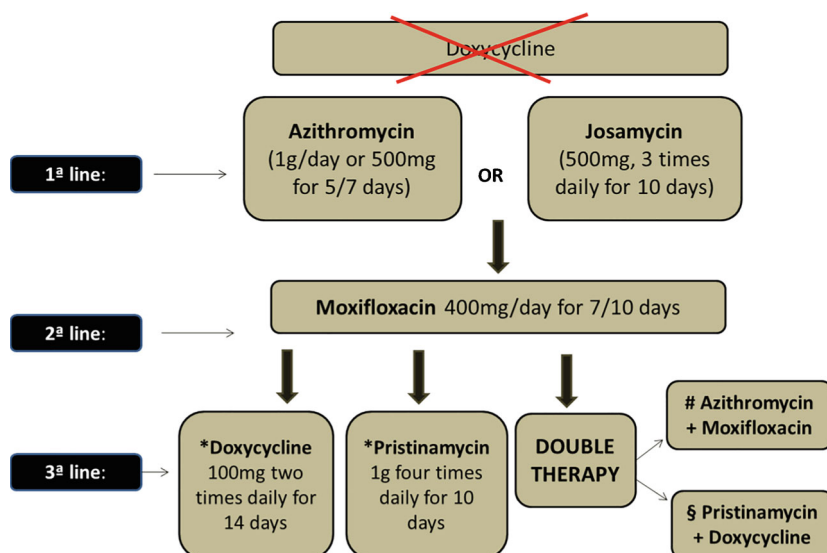 Doxycycline
1ª line:
Azithromycin
(1g/day or 500mg
for 5/7 days)
OR
Josamycin
(500mg, 3 times
daily for 10 days)
2ª line:
Moxifloxacin 400mg/day for 7/10 days
3ª line:
*Doxycycline
100mg two
times daily for
14 days
*Pristinamycin
1g four times
daily for 10
days
DOUBLE
THERAPY
# Azithromycin
+ Moxifloxacin
§ Pristinamycin
+ Doxycycline